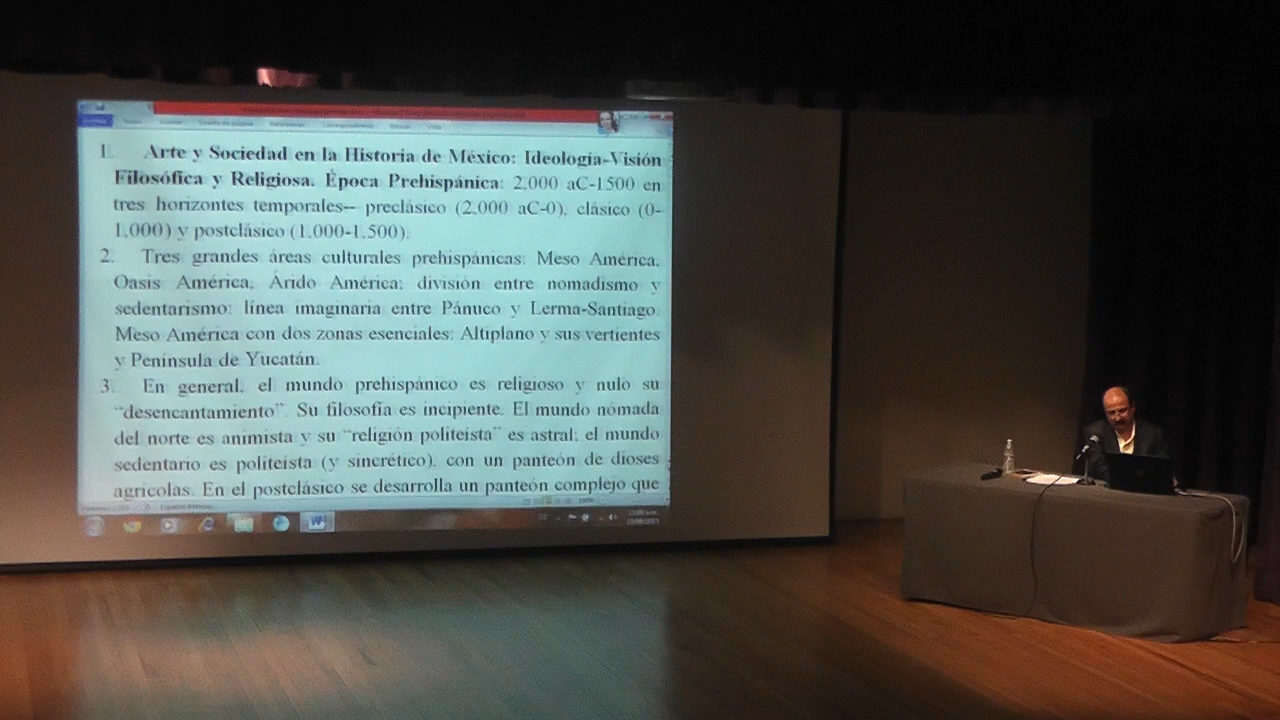 1. Arte y Sociedad en la Historia de México: Ideología-Visión
Filosófica y Religiosa. Época Prehispánica: 2,000 aC-1500 en
tres horizontes temporales-- preclásico (2,000 aC-0), clásico (0-
1,000) y postclásico (1,000-1,500).
2. Tres grandes áreas culturales prehispánicas: Meso América,
Oasis América, Árido América; división entre nomadismo y
sedentarismo: línea imaginaria entre Pánuco y Lerma-Santiago.
Meso América con dos zonas esenciales: Altiplano y sus vertientes
y Península de Yucatán.
3. En general, el mundo prehispánico es religioso y nulo su
"desencantamiento". Su filosofía es incipiente. El mundo nómada
del norte es animista y su "religión politeísta" es astral; el mundo
sedentario es politeísta (y sincrético), con un panteón de dioses
agrícolas. En el postclásico se desarrolla un panteón complejo que